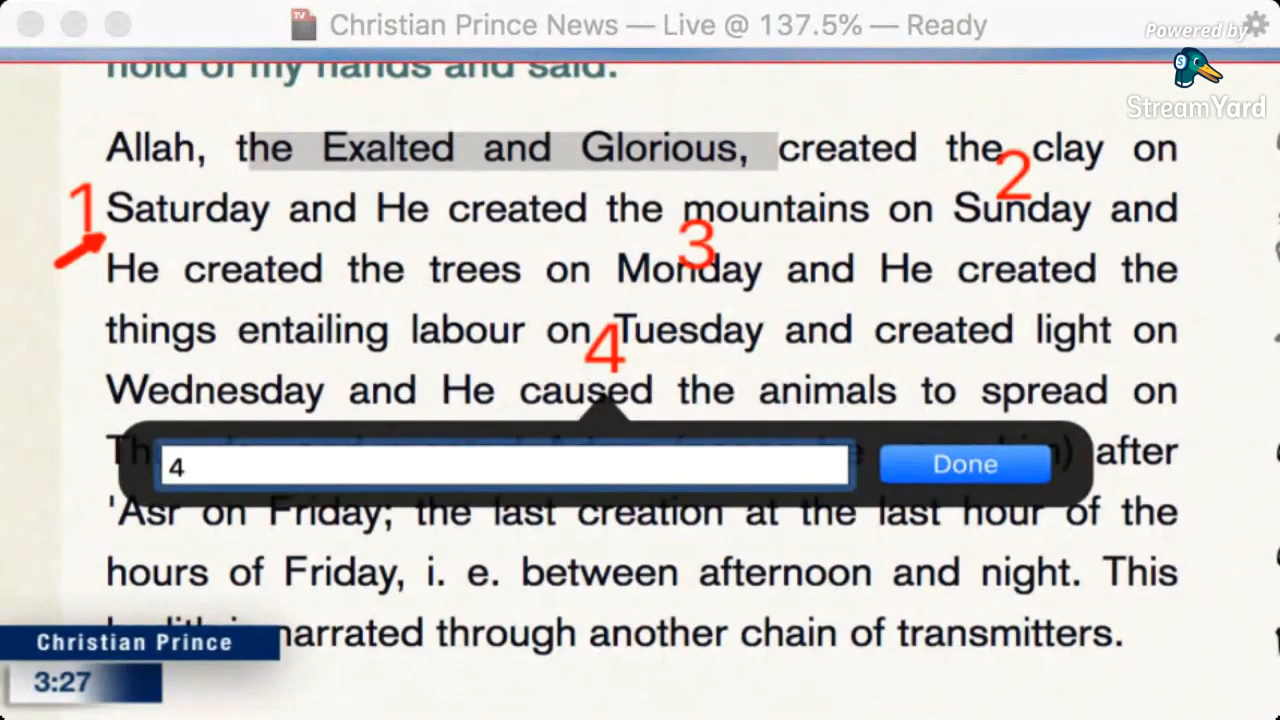 Christian Prince News — Live @ 137.5% — Ready
Powered by
StreamYard
hold of my hands and said:
Allah, the Exalted and Glorious, created the clay on
2
1
Saturday and He created the mountains on Sunday and
3
He created the trees on Monday and He created the
things entailing labour on Tuesday and created light on
4
Wednesday and He caused the animals to spread on
after
4
Done
'Asr on Friday; the last creation at the last hour of the
hours of Friday, i. e. between afternoon and night. This
narrated through another chain of transmitters.
Christian Prince
3:27